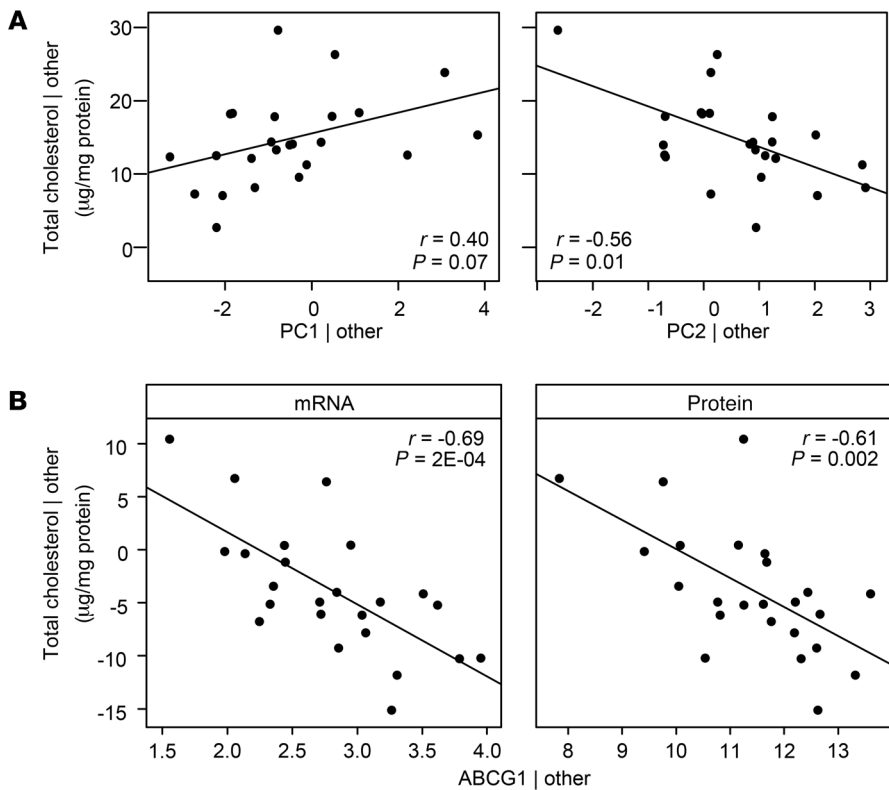 A
Total cholesterol | other
(µg/mg protein)
30
20
10
0
r = 0.40
P = 0.07
-2 0 2 4
PC1 | other
r = -0.56
P = 0.01
-2 -1 0 1 2 3
PC2 | other
B
Total cholesterol | other
(µg/mg protein)
mRNA
10
5
0
-5
-10
-15
r = -0.69
P = 2E-04
1.5 2.0 2.5 3.0 3.5 4.0
Protein
r = -0.61
P = 0.002
8 9 10 11 12 13
ABCG1 | other